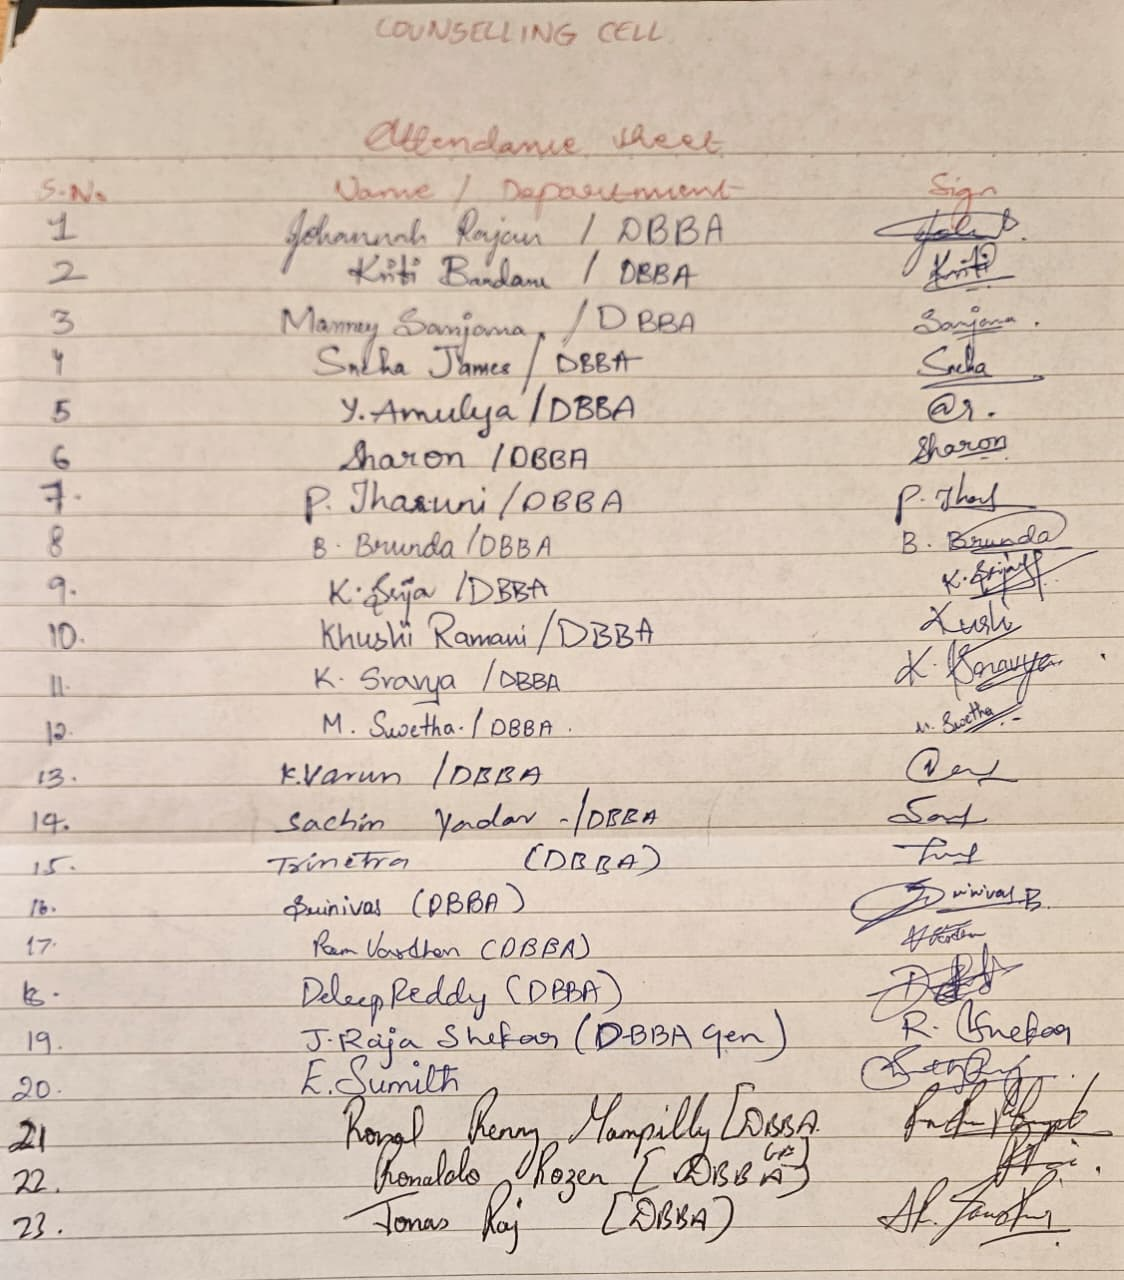 COUNSELLING CELL
Attendance sheet
S.No. Name / Department Sign
1 Johannah Rajan / DBBA
2 Kriti Bandane / DBBA Kriti
3 Manney Sanjana, / DBBA Sanjana.
4 Sneha James / DBBA Sneha
5 Y. Amulya / DBBA
6 Sharon / DBBA Sharon
7. P. Tharuni / DBBA P.
8 B. Brunda / DBBA B. Brunda
9. K. Srija / DBBA K. Srija
10. Khushi Ramani / DBBA Kushi
11. K. Sravya / DBBA K. Sravya
12. M. Swetha. / DBBA. M. Swetha
13. K.Varun / DBBA
14. Sachin Yadav -/DBBA
15. Trinetra (DBBA)
16. Srinivas (DBBA) Srinivas.B.
17. Ram Vardhan (DBBA)
18. Deleep Reddy (DBBA)
19. J. Raja Shekar (DBBA gen) R. Shekar
20. E. Sumith
21 Royal Renny Mampilly [DBBA.
22. Ronaldo Rozen [DBBA]
23. Jonas Raj [DBBA)